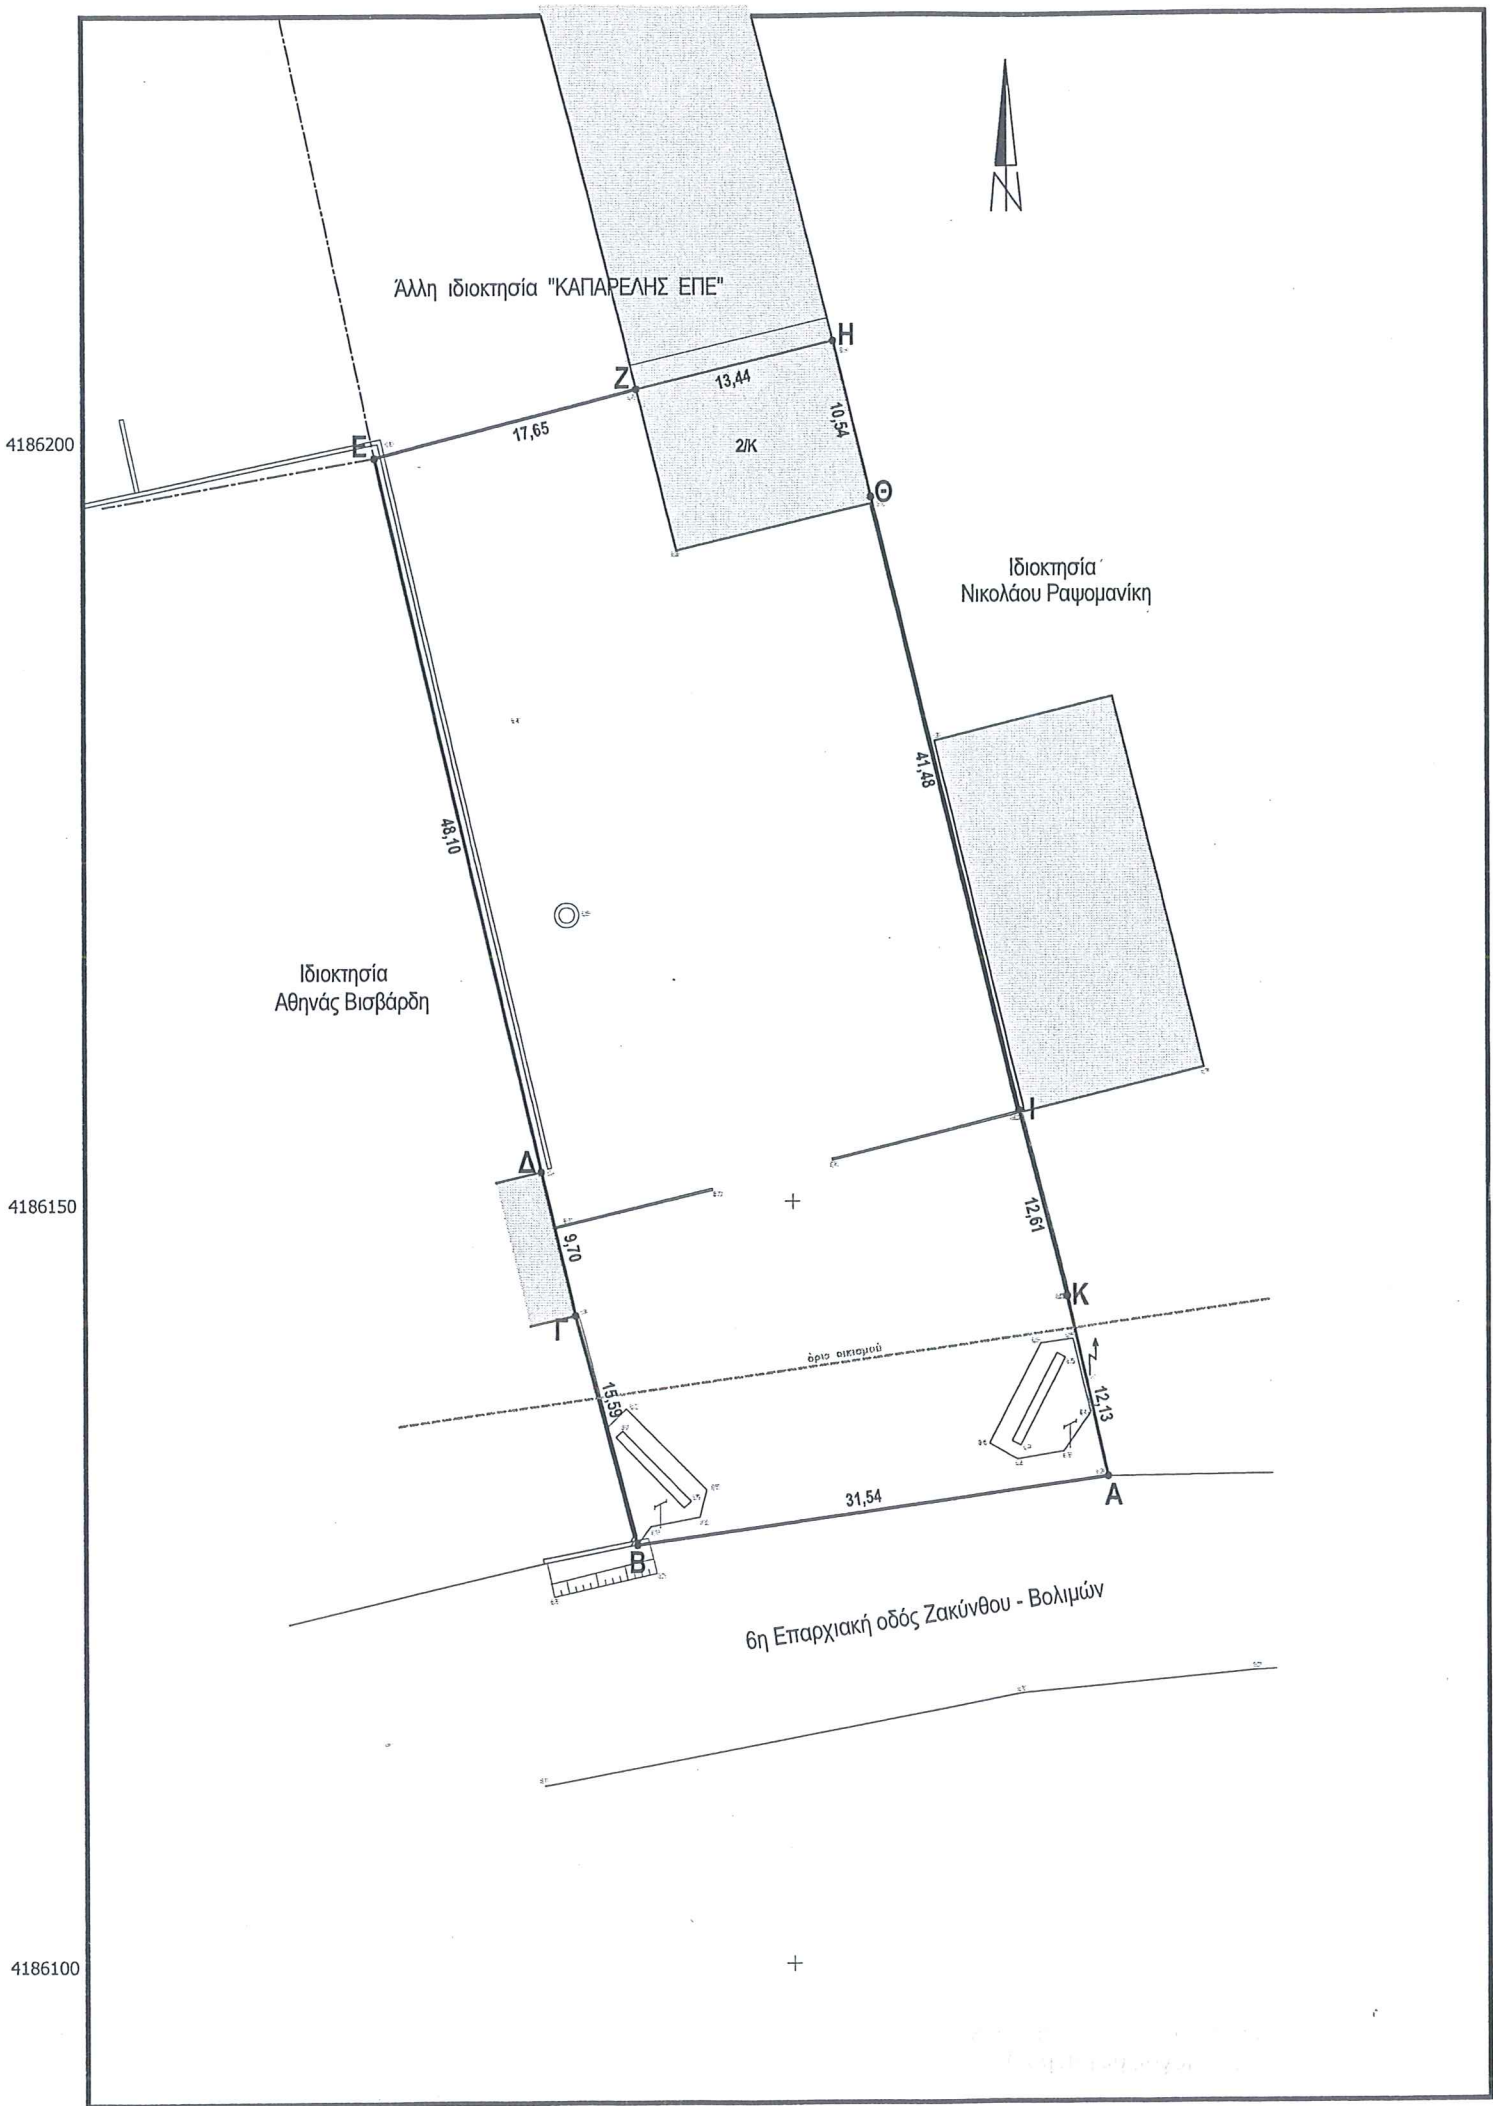 Άλλη ιδιοκτησία "ΚΑΠΑΡΕΛΗΣ ΕΠΕ"
Η
Ζ
13,44
10,54
4186200
Ε
17,65
2/Κ
Θ
Ιδιοκτησία
Νικολάου Ραψομανίκη
41,48
48,10
Ιδιοκτησία
Αθηνάς Βισβάρδη
Ι
Δ
4186150
12,61
9,70
Κ
Γ
όριο οικισμού
15,59
12,13
31,54
Α
Β
6η Επαρχιακή οδός Ζακύνθου - Βολιμών
4186100